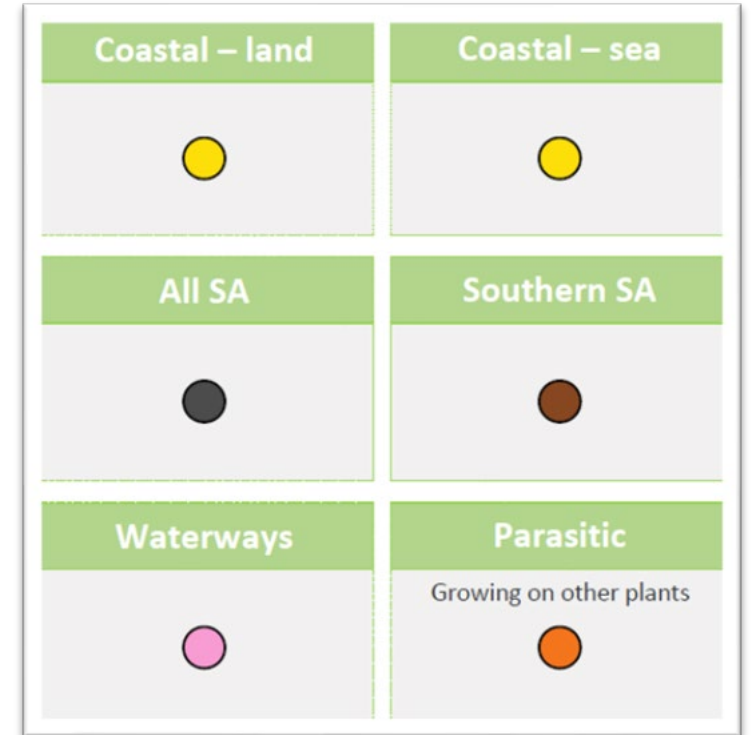 Coastal – land
Coastal – sea
All SA
Southern SA
Waterways
Parasitic
Growing on other plants